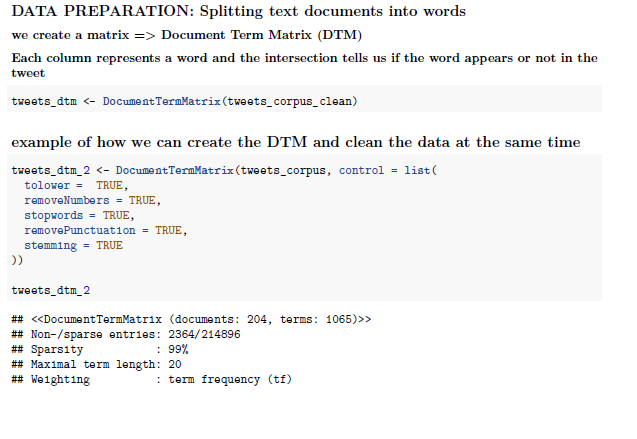 DATA PREPARATION: Splitting text documents into words
we create a matrix => Document Term Matrix (DTM)
Each column represents a word and the intersection tells us if the word appears or not in the
tweet
tweets_dtm <- DocumentTermMatrix(tweets_corpus_clean)
example of how we can create the DTM and clean the data at the same time
tweets_dtm_2 <- DocumentTermMatrix(tweets_corpus, control = list(
  tolower =  TRUE,
  removeNumbers = TRUE,
  stopwords = TRUE,
  removePunctuation = TRUE,
  stemming = TRUE
))
tweets_dtm_2
## <<DocumentTermMatrix (documents: 204, terms: 1065)>>
## Non-/sparse entries: 2364/214896
## Sparsity           : 99%
## Maximal term length: 20
## Weighting          : term frequency (tf)